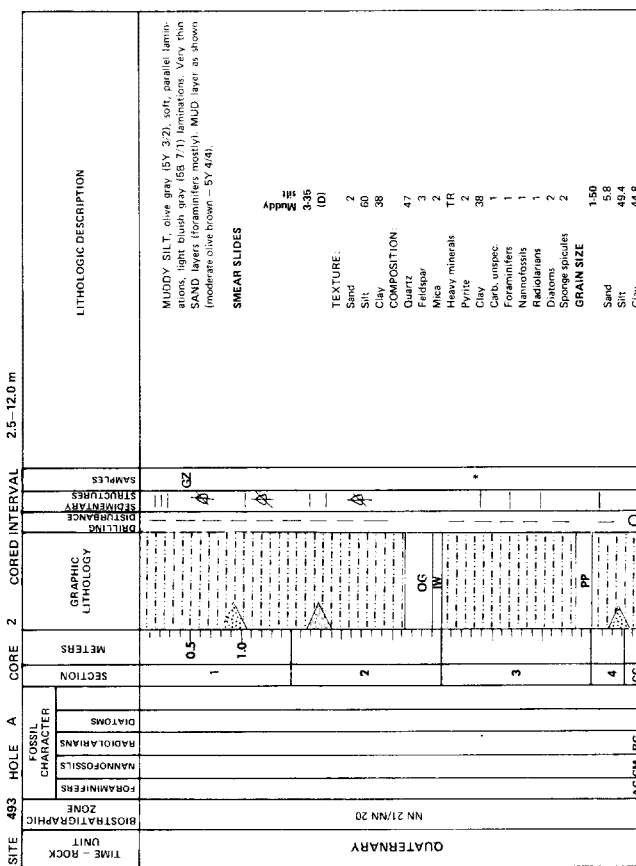 SITE 493 HOLE A CORE 2 CORED INTERVAL 2.5–12.0 m
TIME – ROCK
UNIT
BIOSTRATIGRAPHIC
ZONE
FOSSIL
CHARACTER
FORAMINIFERS
NANNOFOSSILS
RADIOLARIANS
DIATOMS
SECTION
METERS
GRAPHIC
LITHOLOGY
DRILLING
DISTURBANCE
SEDIMENTARY
STRUCTURES
SAMPLES
LITHOLOGIC DESCRIPTION
QUATERNARY
NN 21/NN 20
1
0.5
1.0
GZ
2
OG
IW
3
*
PP
4
CC
MUDDY SILT, olive gray (5Y 3/2), soft, parallel lamin-
ations, light bluish gray (5B 7/1) laminations. Very thin
SAND layers (foraminifers mostly). MUD layer as shown
(moderate olive brown – 5Y 4/4).
SMEAR SLIDES
Muddy
silt
3-35
(D)
TEXTURE:
Sand 2
Silt 60
Clay 38
COMPOSITION:
Quartz 47
Feldspar 3
Mica 2
Heavy minerals TR
Pyrite 2
Clay 38
Carb. unspec. 1
Foraminifers 1
Nannofossils 1
Radiolarians 1
Diatoms 2
Sponge spicules 2
GRAIN SIZE
1-50
Sand 5.8
Silt 49.4
Clay 44.8